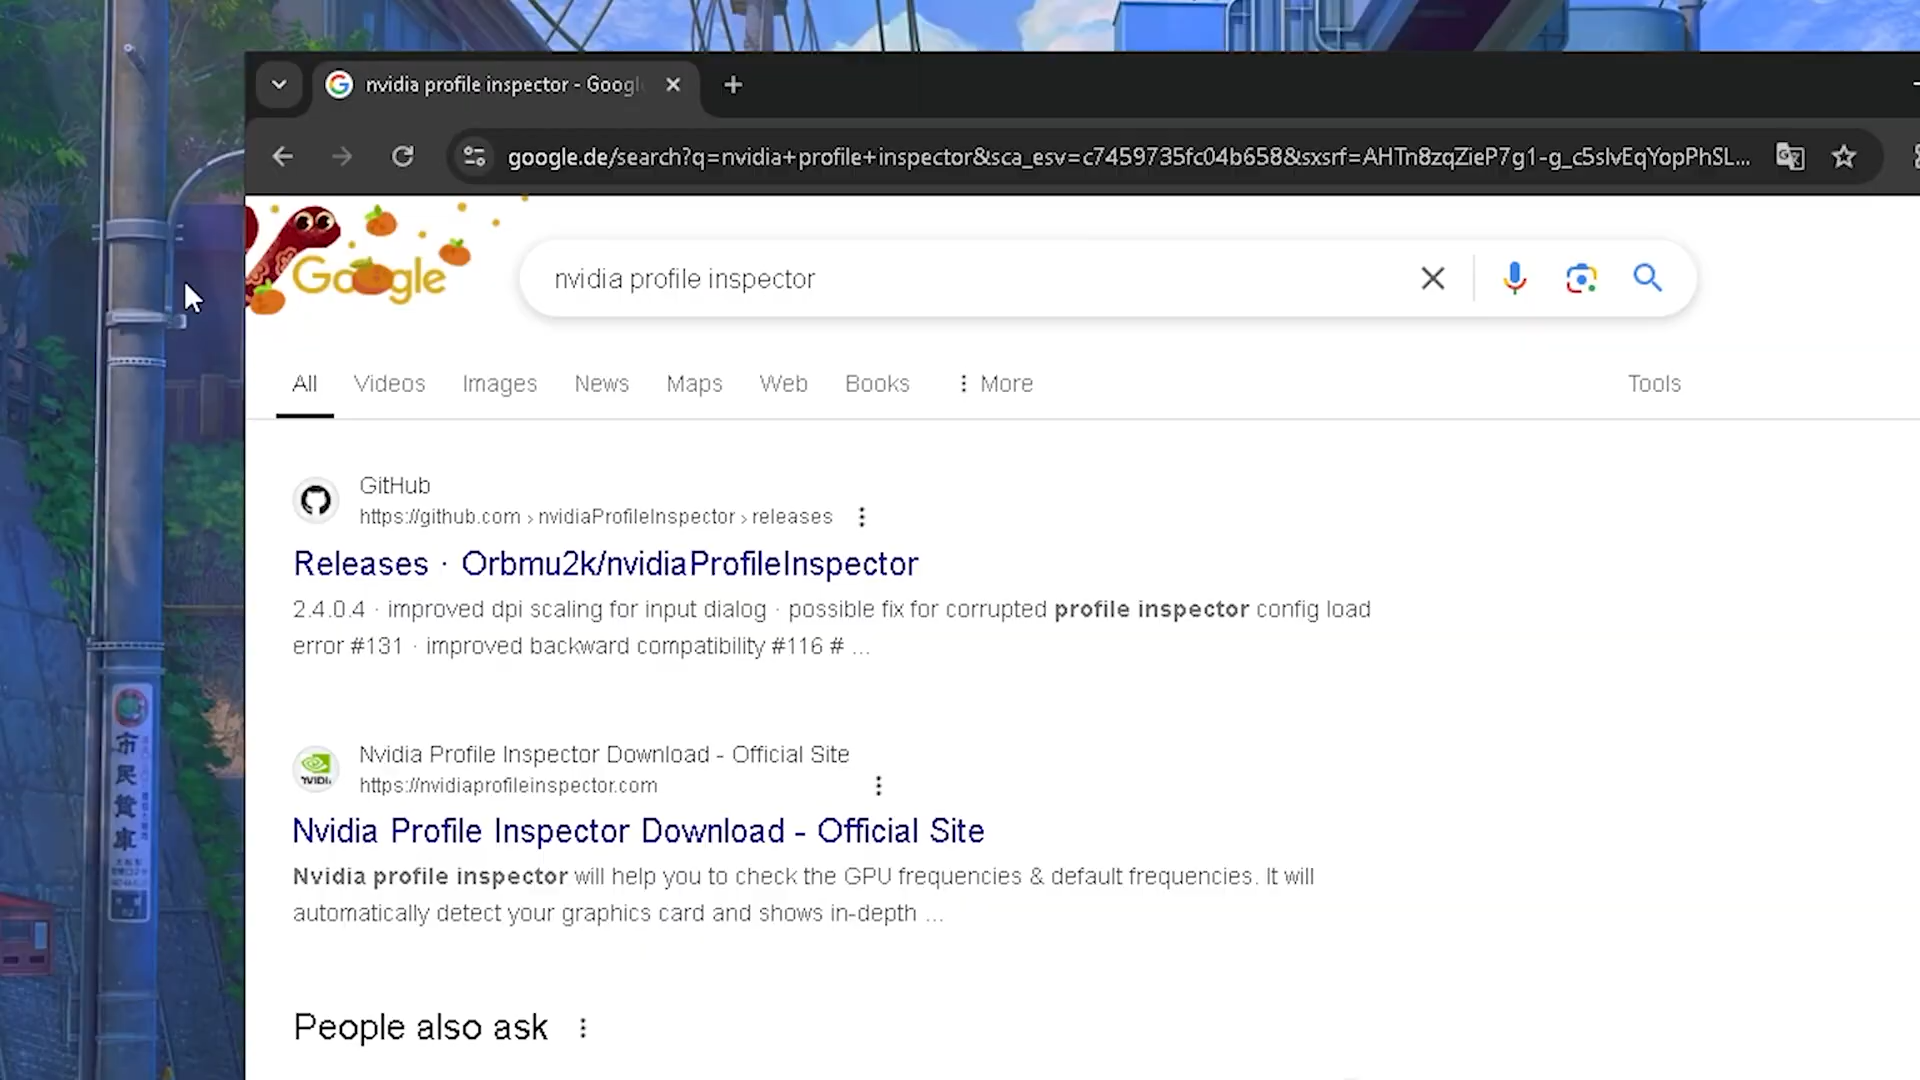 nvidia profile inspector - Googl
google.de/search?q=nvidia+profile+inspector&sca_esv=c7459735fc04b658&sxsrf=AHTn8zqZieP7g1-g_c5slvEqYopPhSL...
Google
nvidia profile inspector
All
Videos
Images
News
Maps
Web
Books
More
Tools
GitHub
https://github.com › nvidiaProfileInspector › releases
Releases · Orbmu2k/nvidiaProfileInspector
2.4.0.4 · improved dpi scaling for input dialog · possible fix for corrupted profile inspector config load
error #131 · improved backward compatibility #116 # ...
Nvidia Profile Inspector Download - Official Site
https://nvidiaprofileinspector.com
Nvidia Profile Inspector Download - Official Site
Nvidia profile inspector will help you to check the GPU frequencies & default frequencies. It will
automatically detect your graphics card and shows in-depth ...
People also ask
市民